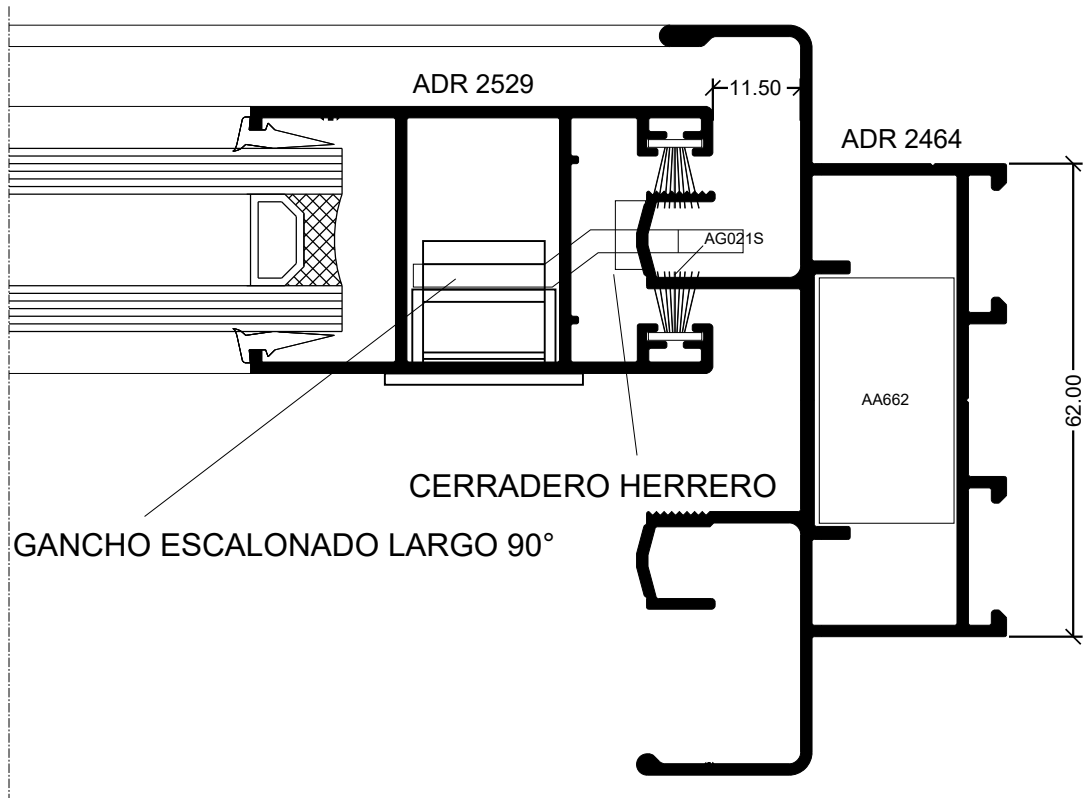 ADR 2529
11.50
ADR 2464
AG021S
AA662
62.00
CERRADERO HERRERO
GANCHO ESCALONADO LARGO 90°